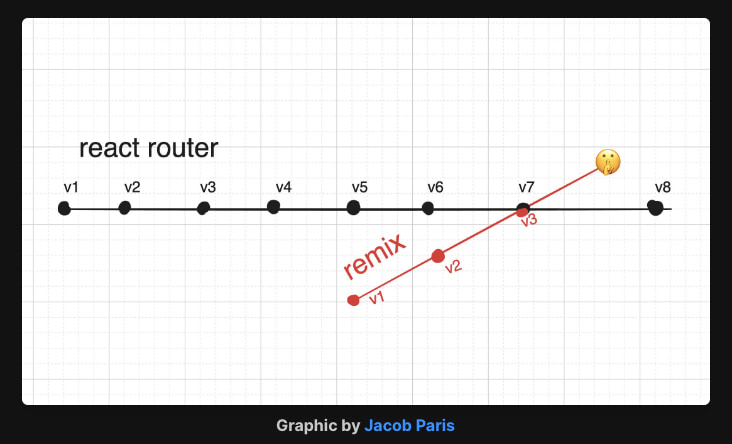 react router
v1 v2 v3 v4 v5 v6 v7 v8
v3
remix
v2
v1
Graphic by Jacob Paris